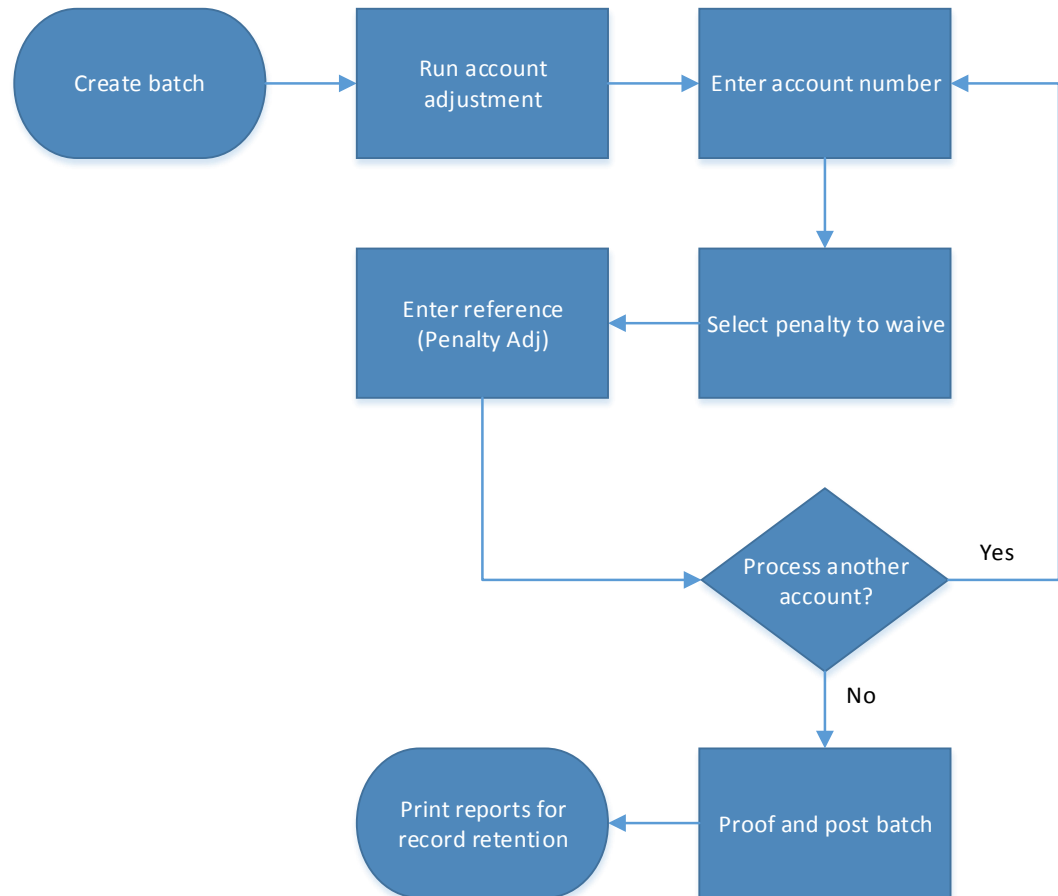 Create batch
Run account
adjustment
Enter account number
Enter reference
(Penalty Adj)
Select penalty to waive
Process another
account?
Yes
No
Print reports for
record retention
Proof and post batch